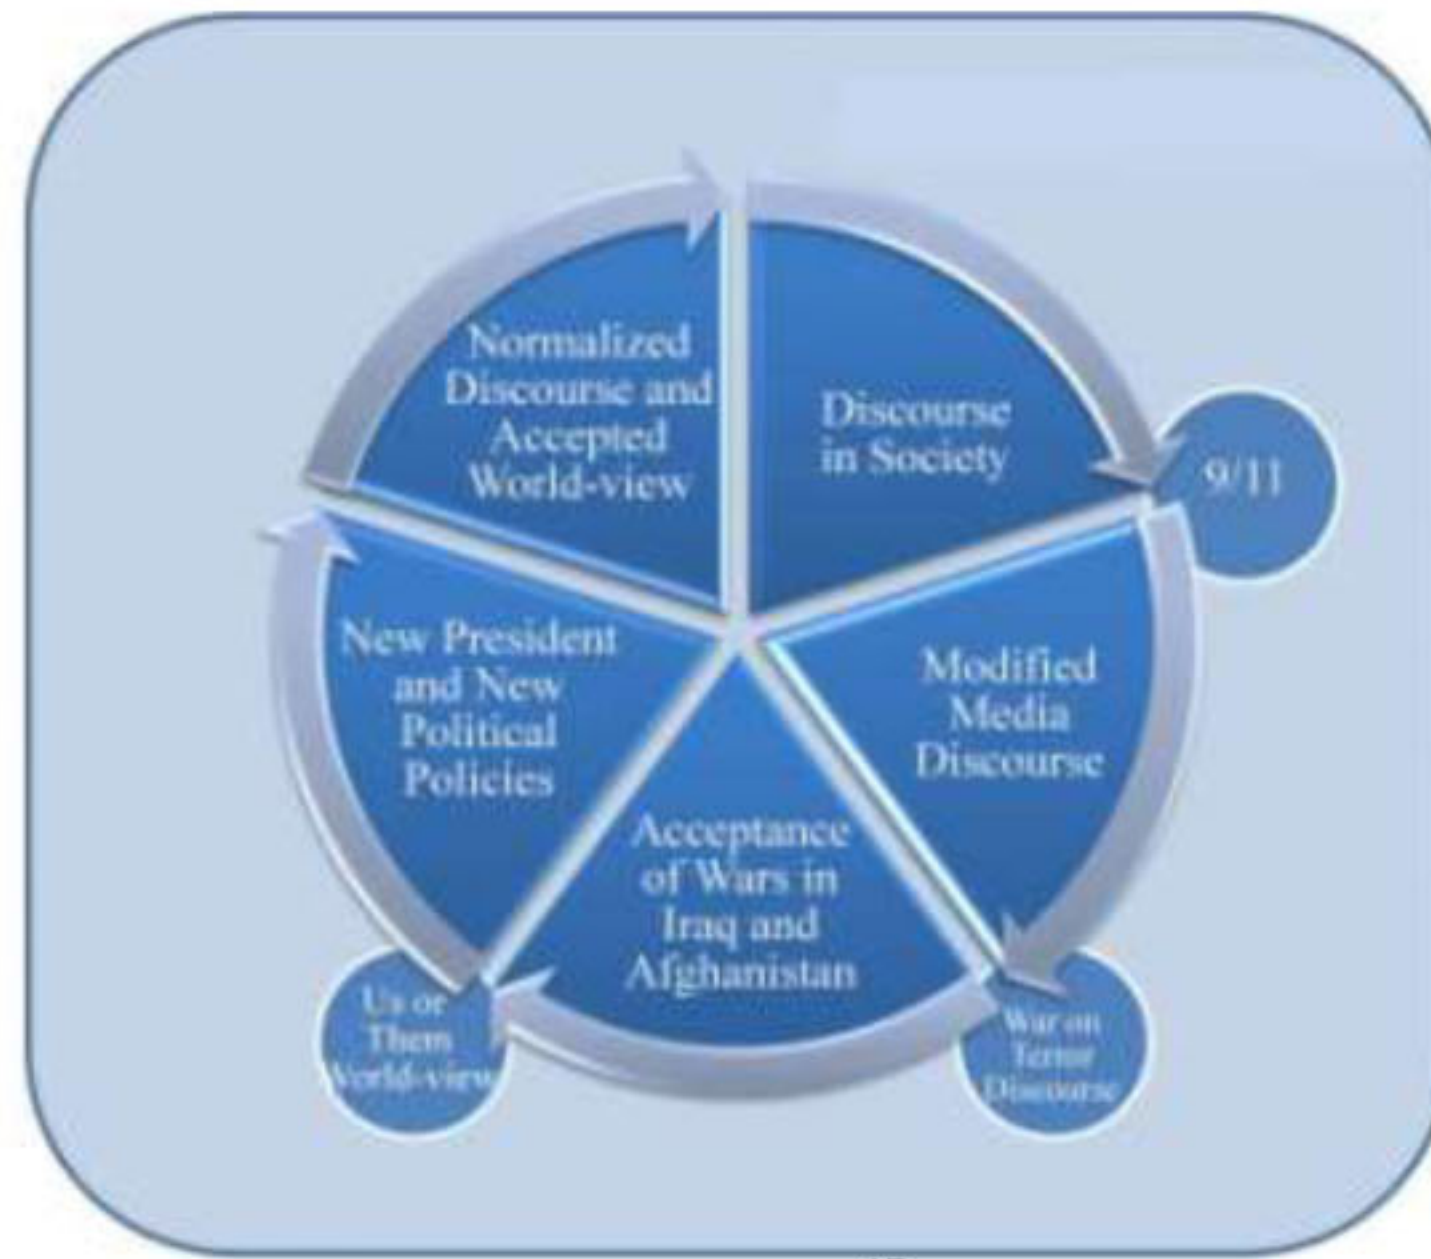 Normalized
Discourse and
Accepted
World-view
Discourse
in Society
9/11
New President
and New
Political
Policies
Modified
Media
Discourse
Acceptance
of Wars in
Iraq and
Afghanistan
Us or
Them
World-view
War on
Terror
Discourse